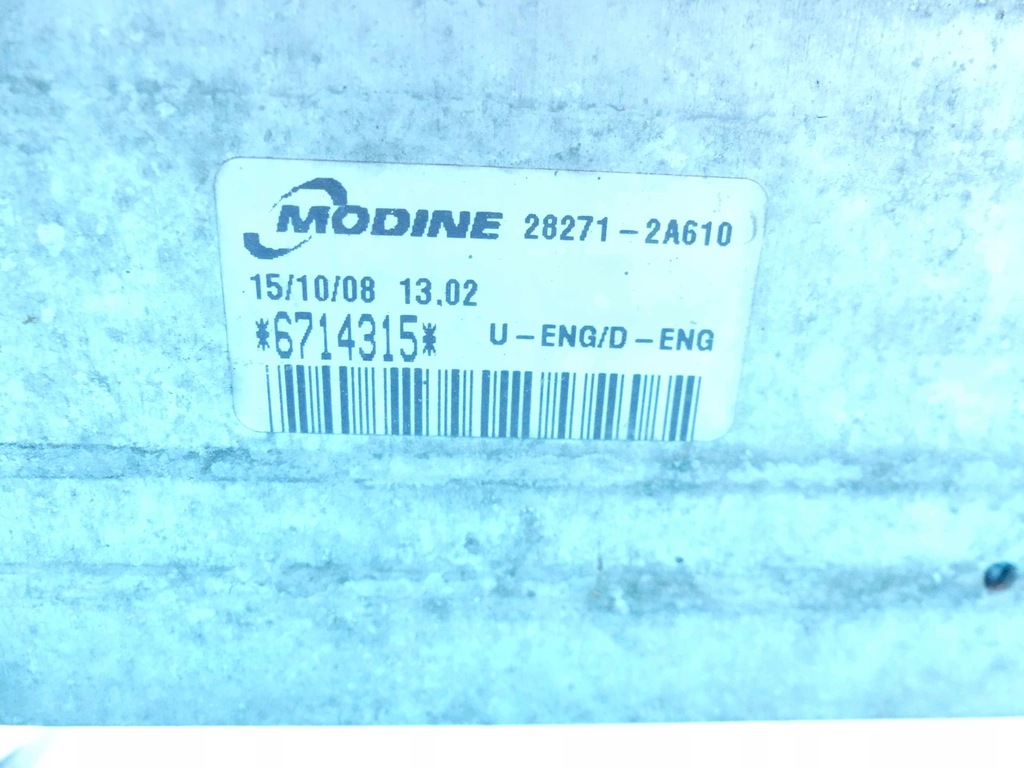 MODINE 28271-2A610
15/10/08 13.02
*6714315* U-ENG/D-ENG